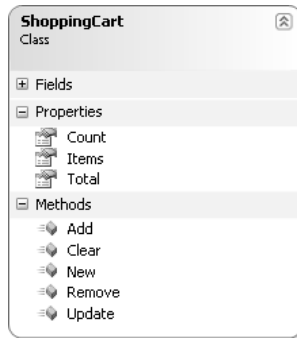 ShoppingCart
Class
Fields
Properties
Count
Items
Total
Methods
Add
Clear
New
Remove
Update